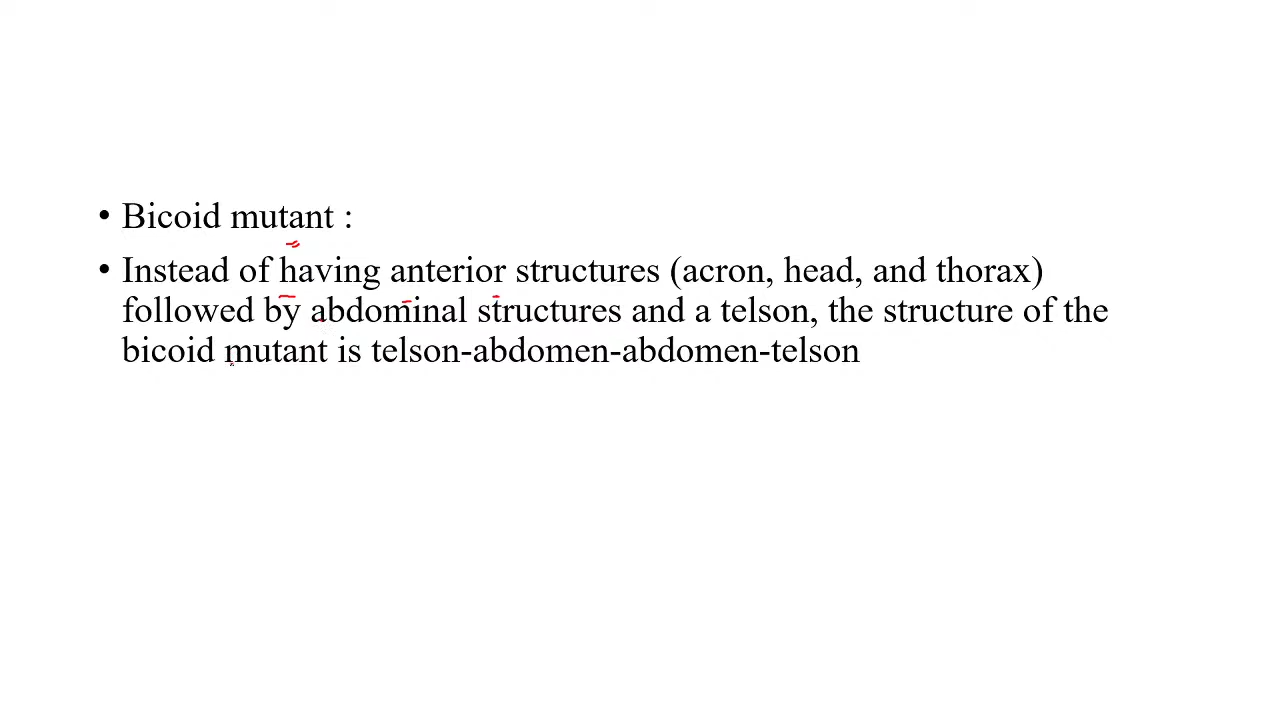 • Bicoid mutant :
• Instead of having anterior structures (acron, head, and thorax)
followed by abdominal structures and a telson, the structure of the
bicoid mutant is telson-abdomen-abdomen-telson